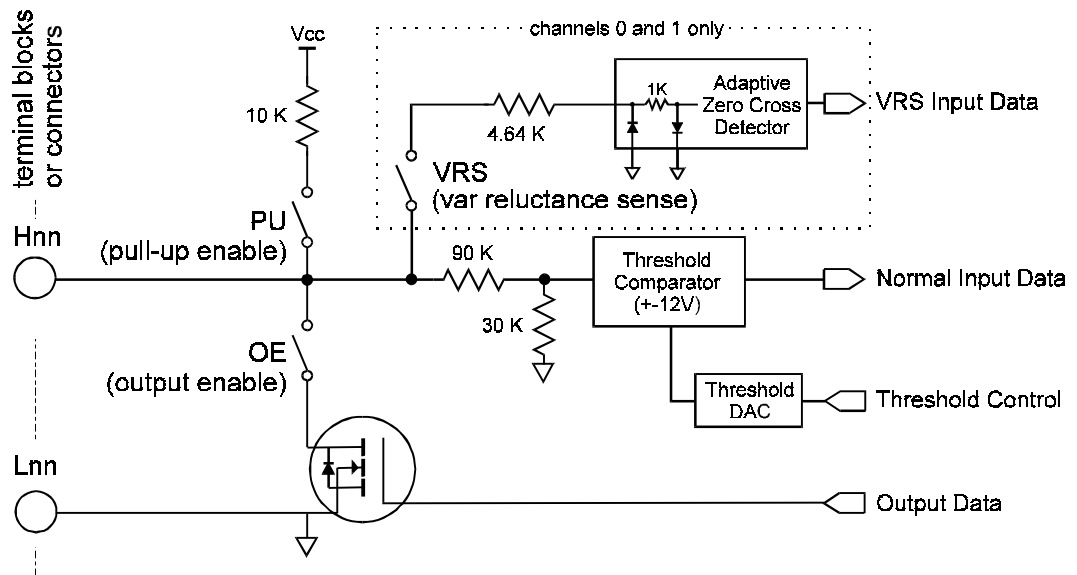 terminal blocks
or connectors
Vcc
channels 0 and 1 only
10 K
4.64 K
1K
Adaptive
Zero Cross
Detector
VRS Input Data
VRS
(var reluctance sense)
Hnn
PU
(pull-up enable)
90 K
30 K
Threshold
Comparator
(+-12V)
Normal Input Data
OE
(output enable)
Threshold
DAC
Threshold Control
Lnn
Output Data